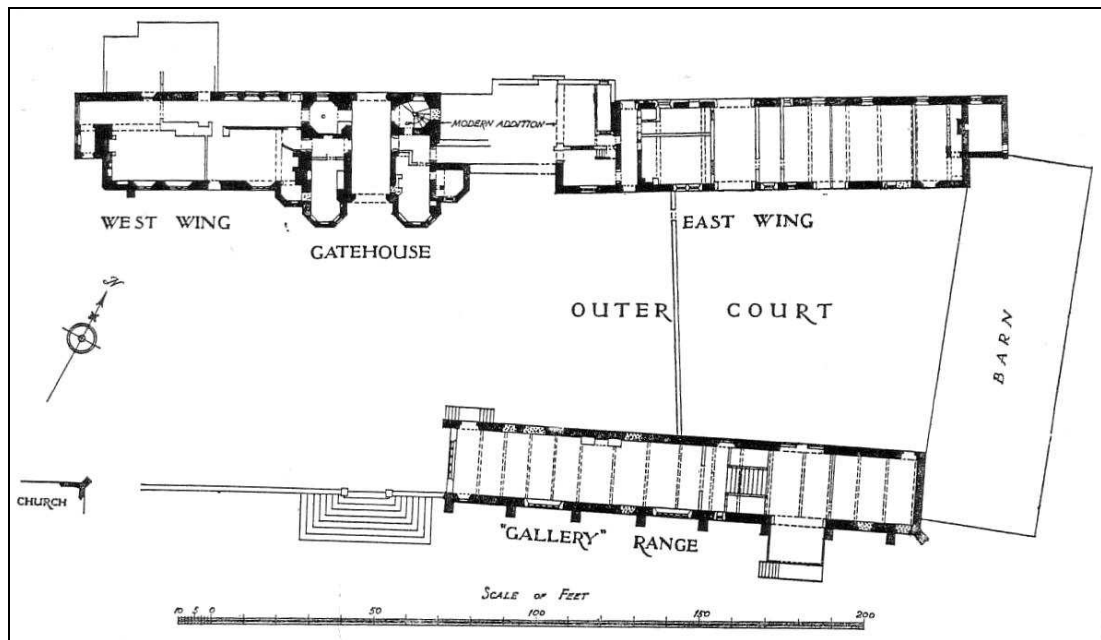 MODERN ADDITION
WEST WING
GATEHOUSE
EAST WING
N
OUTER COURT
BARN
CHURCH
"GALLERY" RANGE
SCALE OF FEET
10 5 0 50 100 150 200